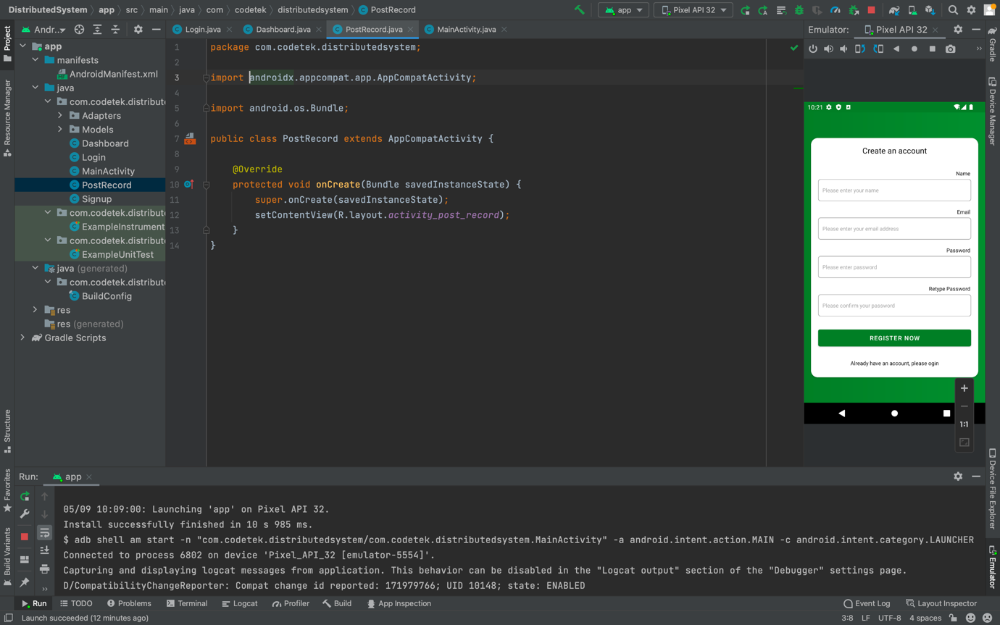 DistributedSystem app src main java com codetek distributedsystem PostRecord
app Pixel API 32
Andr... Login.java Dashboard.java PostRecord.java MainActivity.java
Emulator: Pixel API 32
Project
Resource Manager
Structure
Favorites
Build Variants
app
manifests
AndroidManifest.xml
java
com.codetek.distribute
Adapters
Models
Dashboard
Login
MainActivity
PostRecord
Signup
com.codetek.distribute
ExampleInstrument
com.codetek.distribute
ExampleUnitTest
java (generated)
com.codetek.distribute
BuildConfig
res
res (generated)
Gradle Scripts
1 package com.codetek.distributedsystem;
2
3 import androidx.appcompat.app.AppCompatActivity;
4
5 import android.os.Bundle;
6
7 public class PostRecord extends AppCompatActivity {
8
9 @Override
10 protected void onCreate(Bundle savedInstanceState) {
11 super.onCreate(savedInstanceState);
12 setContentView(R.layout.activity_post_record);
13 }
14 }
10:21
Create an account
Name
Please enter your name
Email
Please enter your email address
Password
Please enter password
Retype Password
Please confirm your password
REGISTER NOW
Already have an account, please ogin
1:1
Gradle
Device Manager
Device File Explorer
Emulator
Run: app
05/09 10:09:00: Launching 'app' on Pixel API 32.
Install successfully finished in 10 s 985 ms.
$ adb shell am start -n "com.codetek.distributedsystem/com.codetek.distributedsystem.MainActivity" -a android.intent.action.MAIN -c android.intent.category.LAUNCHER
Connected to process 6802 on device 'Pixel_API_32 [emulator-5554]'.
Capturing and displaying logcat messages from application. This behavior can be disabled in the "Logcat output" section of the "Debugger" settings page.
D/CompatibilityChangeReporter: Compat change id reported: 171979766; UID 10148; state: ENABLED
Run TODO Problems Terminal Logcat Profiler Build App Inspection Event Log Layout Inspector
Launch succeeded (12 minutes ago) 3:8 LF UTF-8 4 spaces